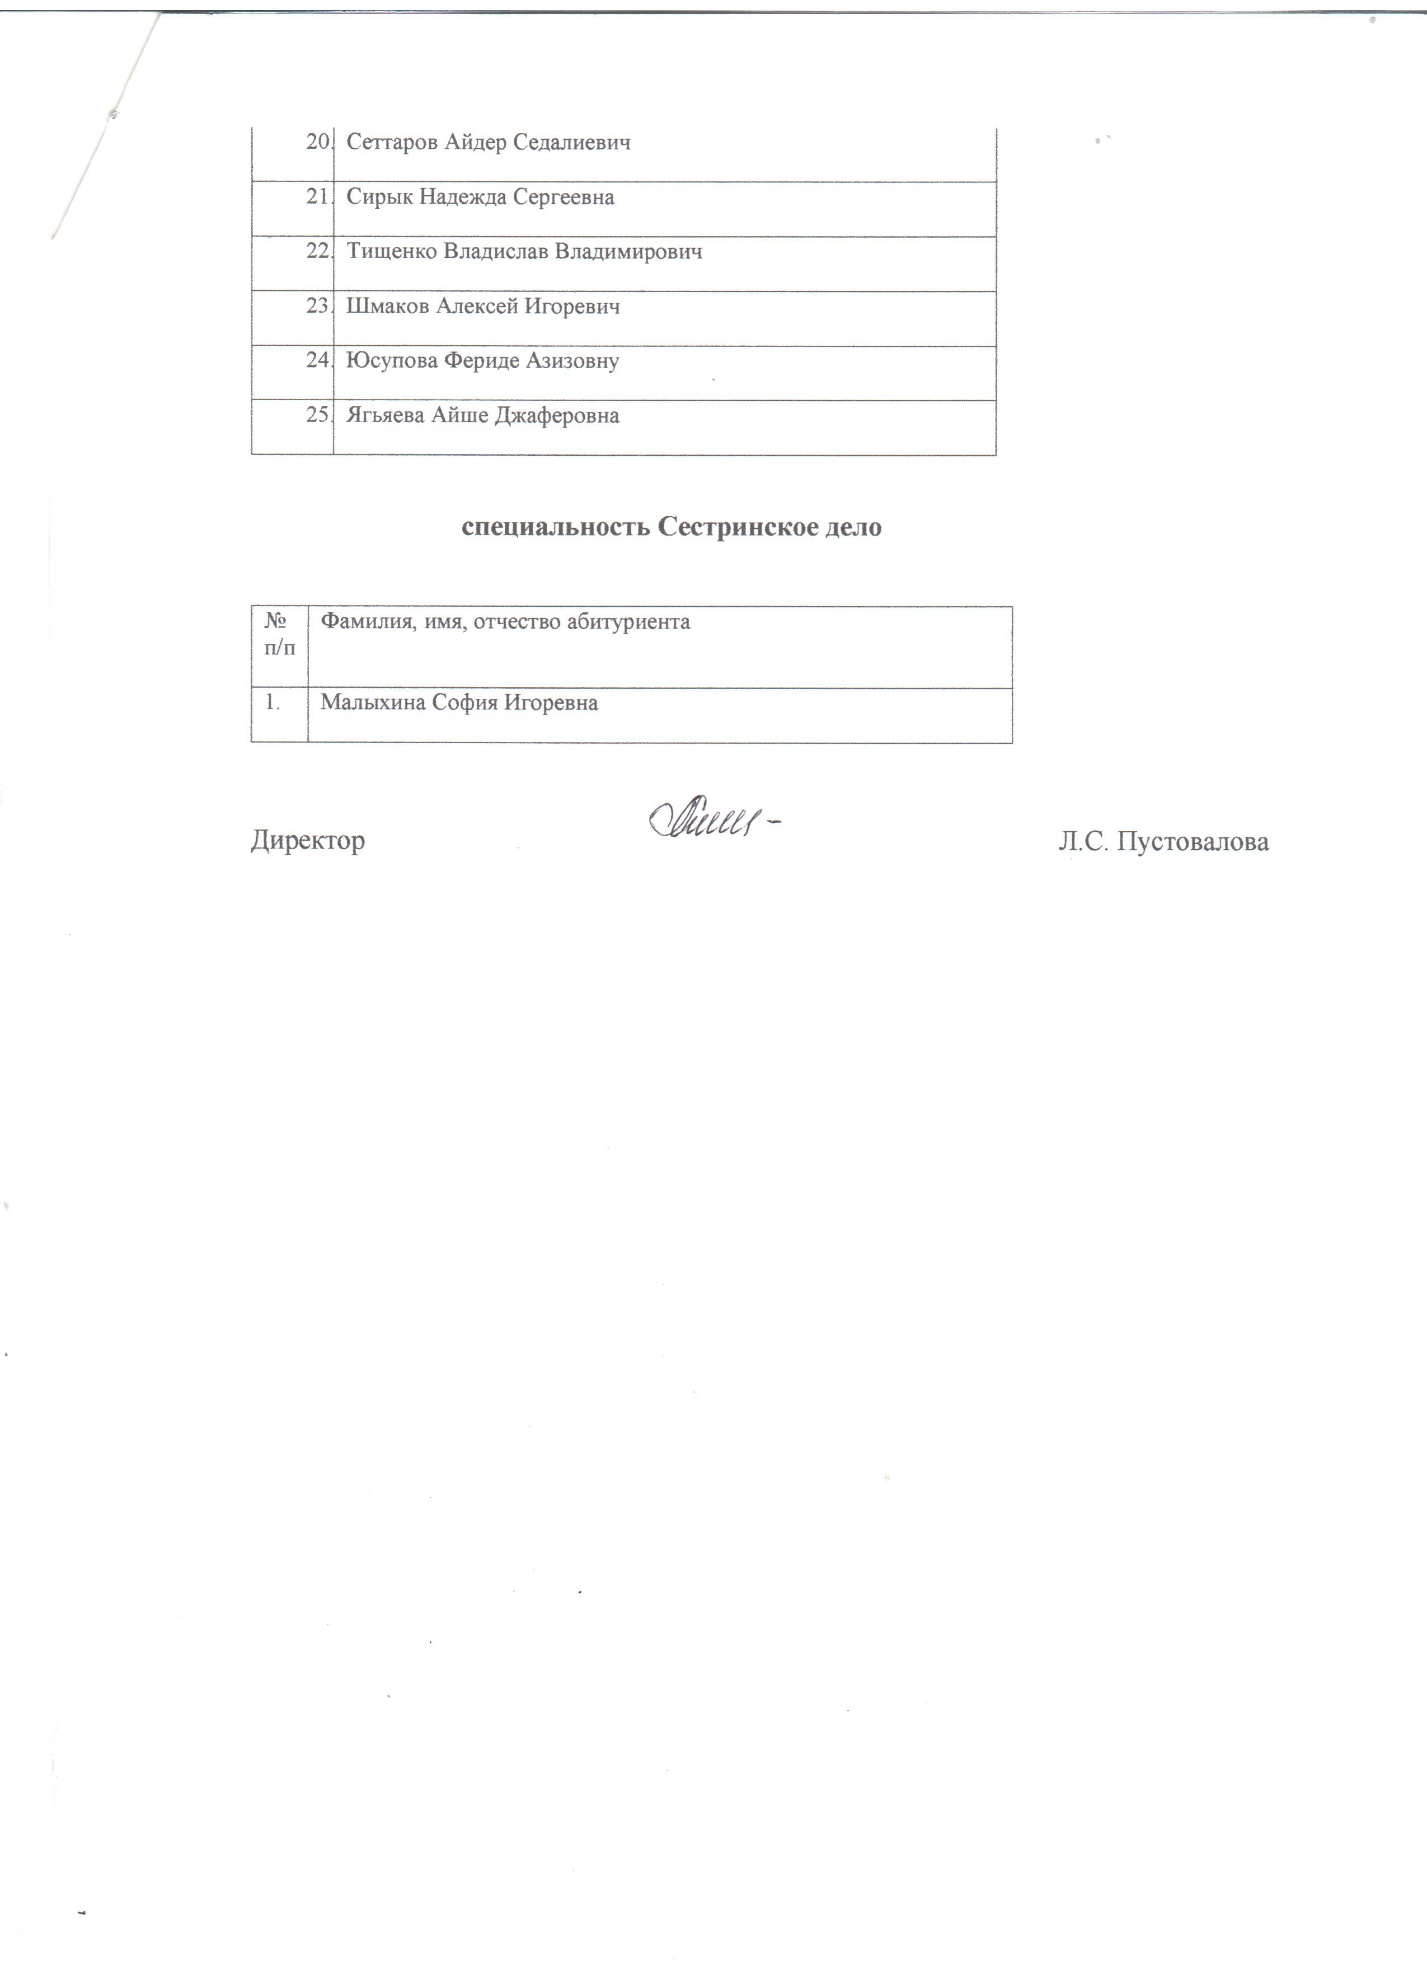 20. Сеттаров Айдер Седалиевич
21. Сирык Надежда Сергеевна
22. Тищенко Владислав Владимирович
23. Шмаков Алексей Игоревич
24. Юсупова Фериде Азизовну
25. Ягьяева Айше Джаферовна
специальность Сестринское дело
№ Фамилия, имя, отчество абитуриента
п/п
1. Малыхина София Игоревна
Директор Л.С. Пустовалова